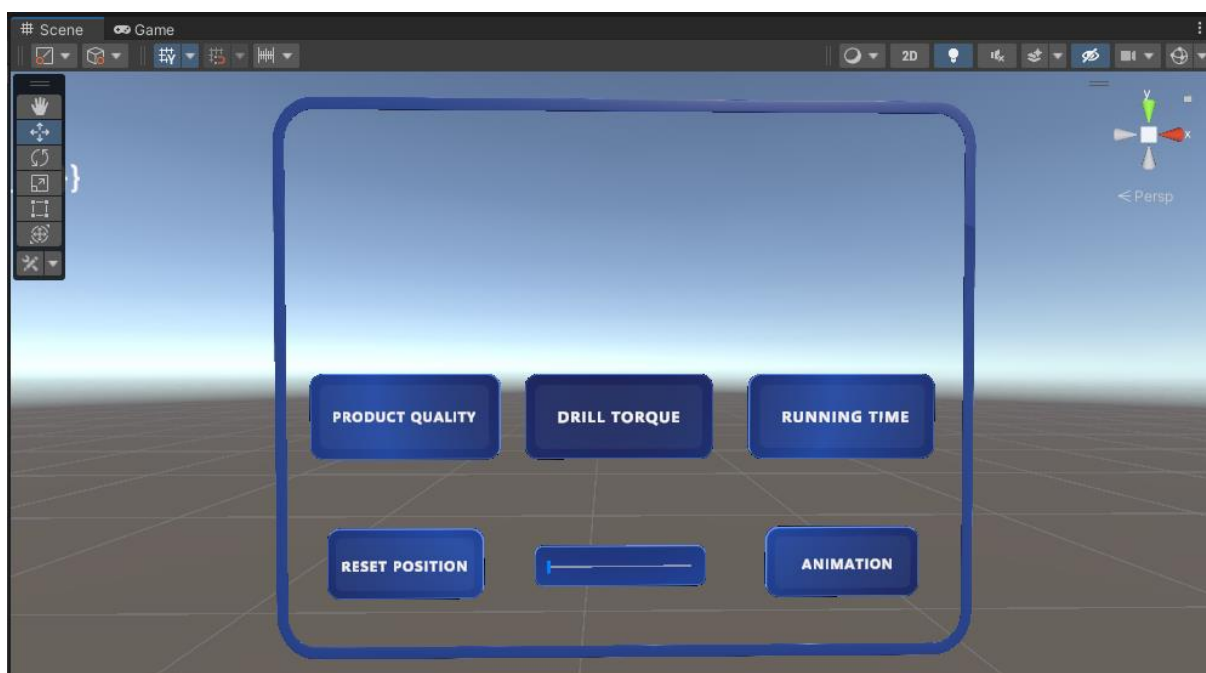 Scene Game
2D
}
y
x
Persp
PRODUCT QUALITY DRILL TORQUE RUNNING TIME
RESET POSITION ANIMATION